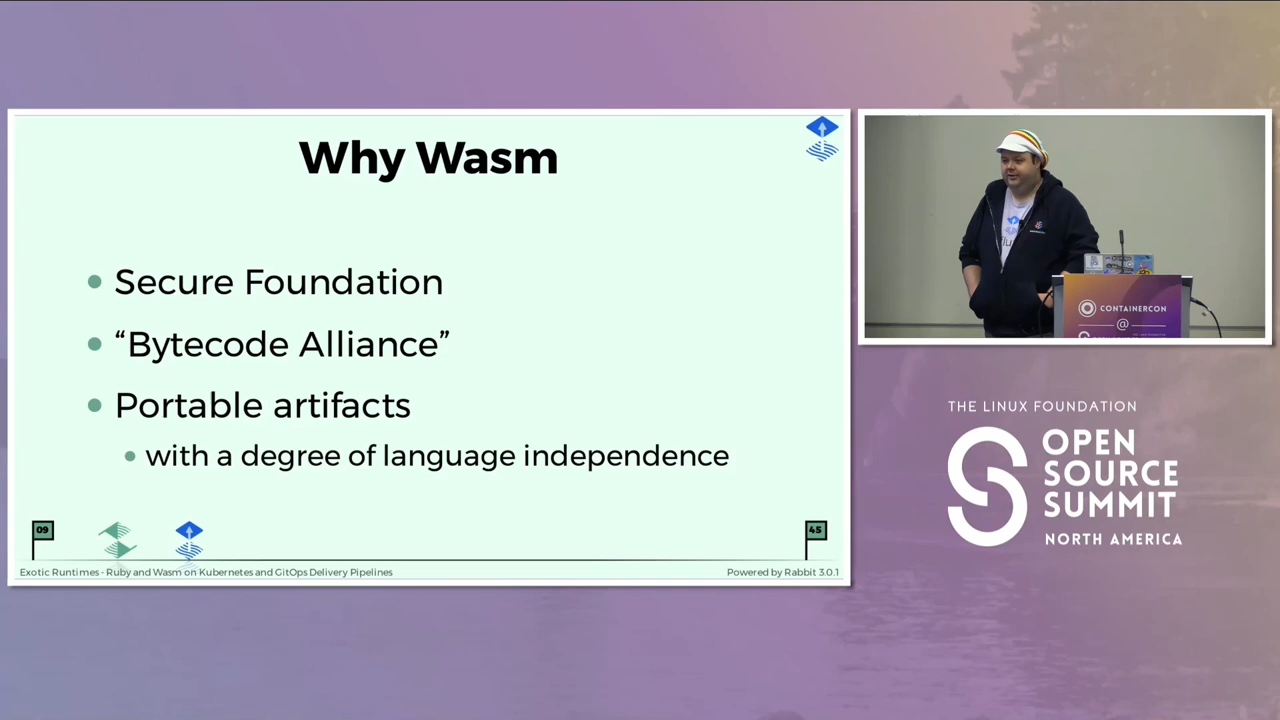 Why Wasm
Secure Foundation
“Bytecode Alliance”
Portable artifacts
with a degree of language independence
09
45
Exotic Runtimes - Ruby and Wasm on Kubernetes and GitOps Delivery Pipelines
Powered by Rabbit 3.0.1
CONTAINERCON
@
THE LINUX FOUNDATION
OPEN
SOURCE
SUMMIT
NORTH AMERICA